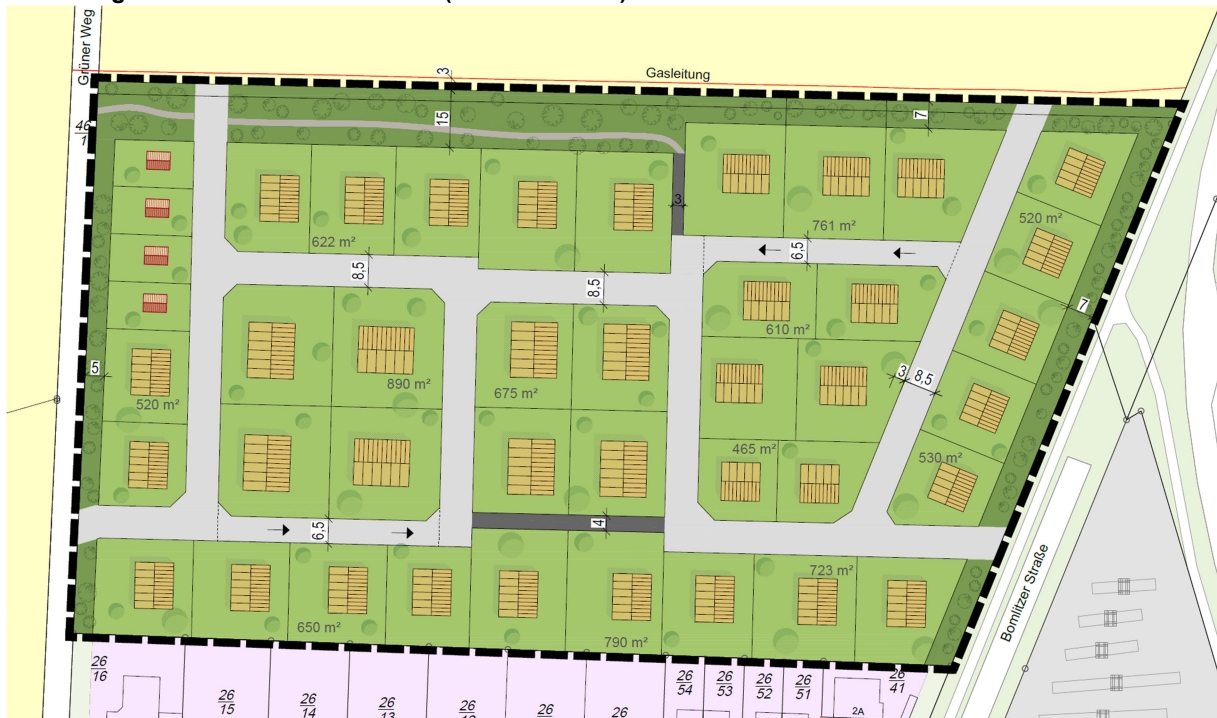 Grüner Weg
3
Gasleitung
46
1
15
7
3
622 m²
761 m²
520 m²
8,5
6,5
8,5
7
610 m²
5
890 m²
675 m²
3
8,5
520 m²
465 m²
530 m²
6,5
4
650 m²
790 m²
723 m²
Bomlitzer Straße
26
16
26
15
26
14
26
13
26
26
26
26
54
26
53
26
52
26
51
26
41
2A